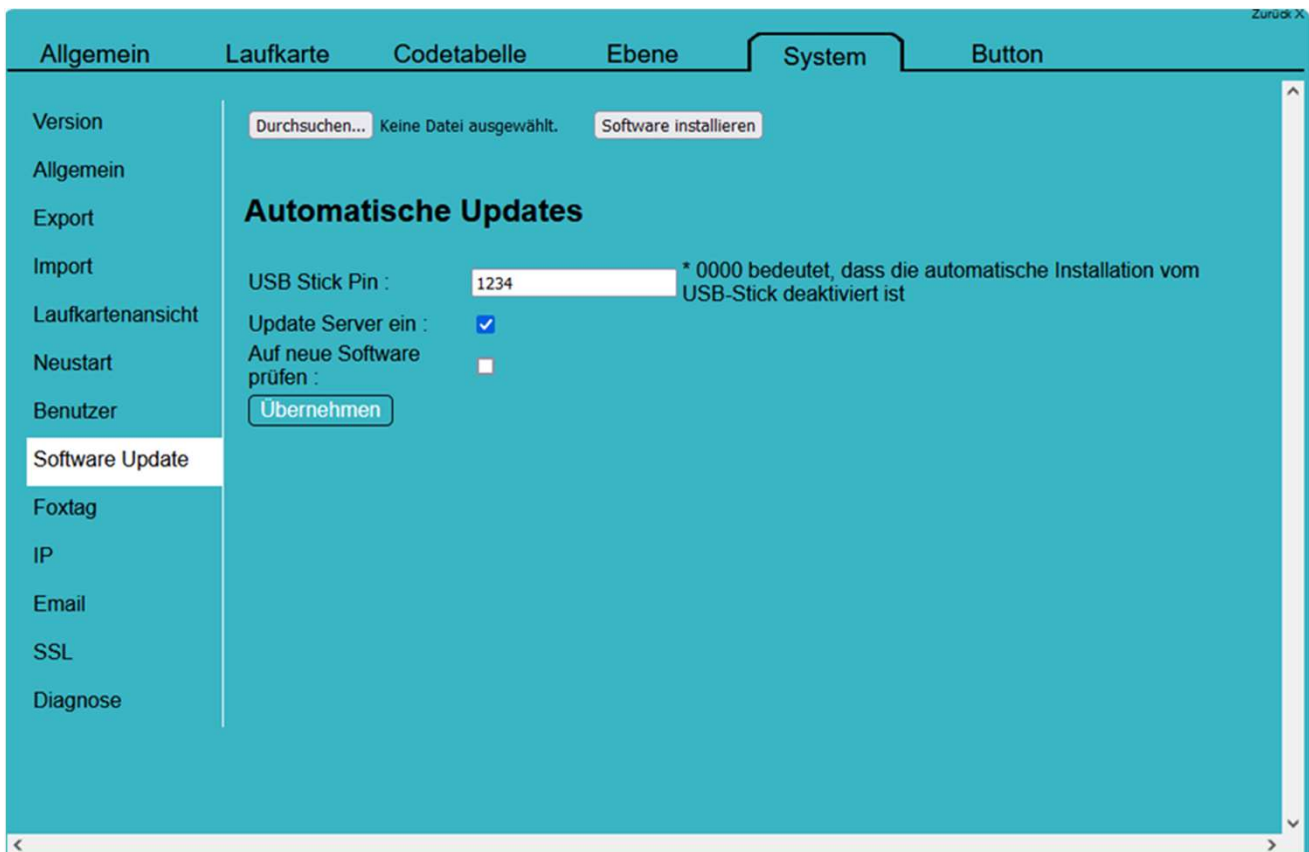 Zurück X
Allgemein Laufkarte Codetabelle Ebene System Button
Version
Allgemein
Export
Import
Laufkartenansicht
Neustart
Benutzer
Software Update
Foxtag
IP
Email
SSL
Diagnose
Durchsuchen... Keine Datei ausgewählt. Software installieren
Automatische Updates
USB Stick Pin : 1234 * 0000 bedeutet, dass die automatische Installation vom
USB-Stick deaktiviert ist
Update Server ein :
Auf neue Software
prüfen :
Übernehmen